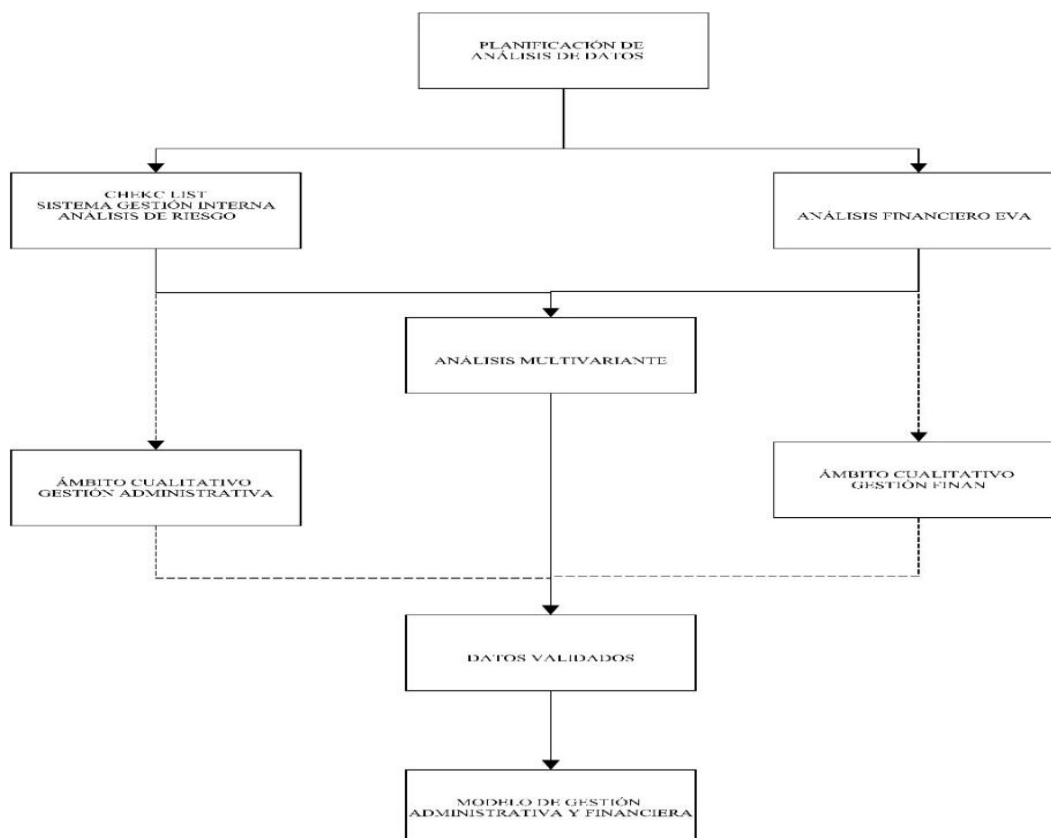 PLANIFICACIÓN DE
ANÁLISIS DE DATOS
CHEKC LIST
SISTEMA GESTIÓN INTERNA
ANÁLISIS DE RIESGO
ANÁLISIS FINANCIERO EVA
ANÁLISIS MULTIVARIANTE
ÁMBITO CUALITATIVO
GESTIÓN ADMINISTRATIVA
ÁMBITO CUALITATIVO
GESTIÓN FINAN
DATOS VALIDADOS
MODELO DE GESTIÓN
ADMINISTRATIVA Y FINANCIERA